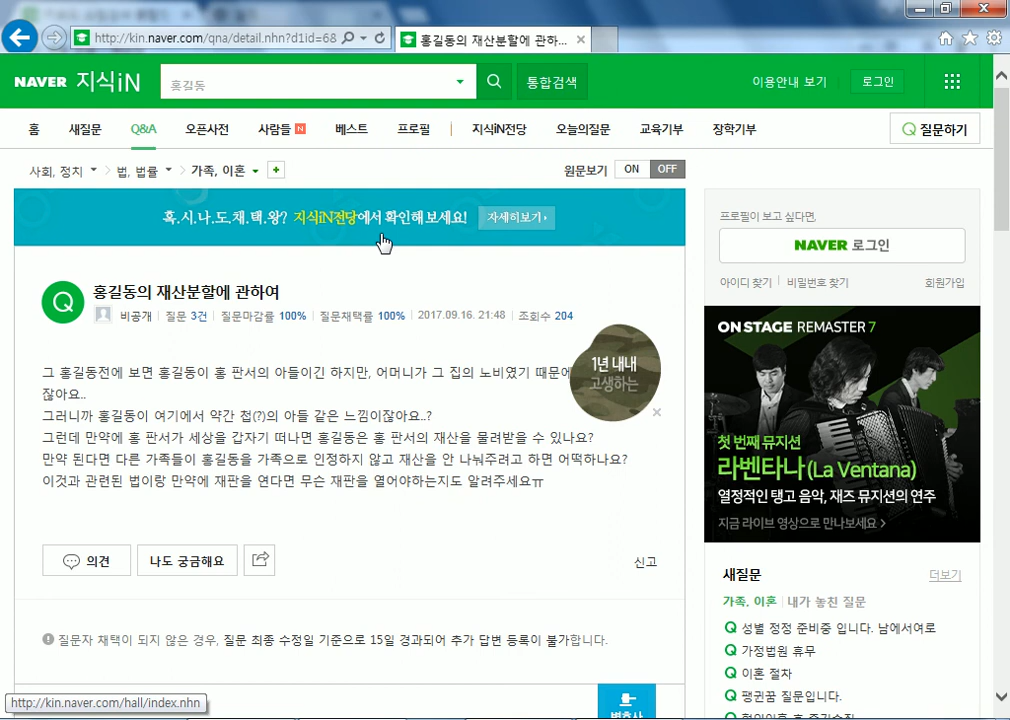 http://kin.naver.com/qna/detail.nhn?d1id=68
홍길동의 재산분할에 관하...
NAVER 지식iN
홍길동
통합검색
이용안내 보기
로그인
홈 새질문 Q&A 오픈사전 사람들 N 베스트 프로필 지식iN전당 오늘의질문 교육기부 장학기부
Q 질문하기
사회, 정치 > 법, 법률 > 가족, 이혼 +
원문보기 ON OFF
혹.시.나.도.채.택.왕? 지식iN전당에서 확인해 보세요! 자세히보기
프로필이 보고 싶다면,
NAVER 로그인
아이디 찾기 비밀번호 찾기 회원가입
Q 홍길동의 재산분할에 관하여
비공개 질문 3건 질문마감률 100% 질문채택률 100% 2017.09.16. 21:48 조회수 204
그 홍길동전에 보면 홍길동이 홍 판서의 아들이긴 하지만, 어머니가 그 집의 노비였기 때문에
잖아요..
그러니까 홍길동이 여기에서 약간 첩(?)의 아들 같은 느낌이잖아요..?
그런데 만약에 홍 판서가 세상을 갑자기 떠나면 홍길동은 홍 판서의 재산을 물려받을 수 있나요?
만약 된다면 다른 가족들이 홍길동을 가족으로 인정하지 않고 재산을 안 나눠주려고 하면 어떡하나요?
이것과 관련된 법이랑 만약에 재판을 연다면 무슨 재판을 열어야하는지도 알려주세요ㅠ
1년 내내
고생하는
의견 나도 궁금해요
신고
질문자 채택이 되지 않은 경우, 질문 최종 수정일 기준으로 15일 경과되어 추가 답변 등록이 불가합니다.
ON STAGE REMASTER 7
첫 번째 뮤지션
라벤타나(La Ventana)
열정적인 탱고 음악, 재즈 뮤지션의 연주
지금 라이브 영상으로 만나보세요 >
새질문 더보기
가족, 이혼 내가 놓친 질문
Q 성별 정정 준비중 입니다. 남에서여로
Q 가정법원 휴무
Q 이혼 절차
Q 팽귄꿈 질문입니다.
http://kin.naver.com/hall/index.nhn
변호사